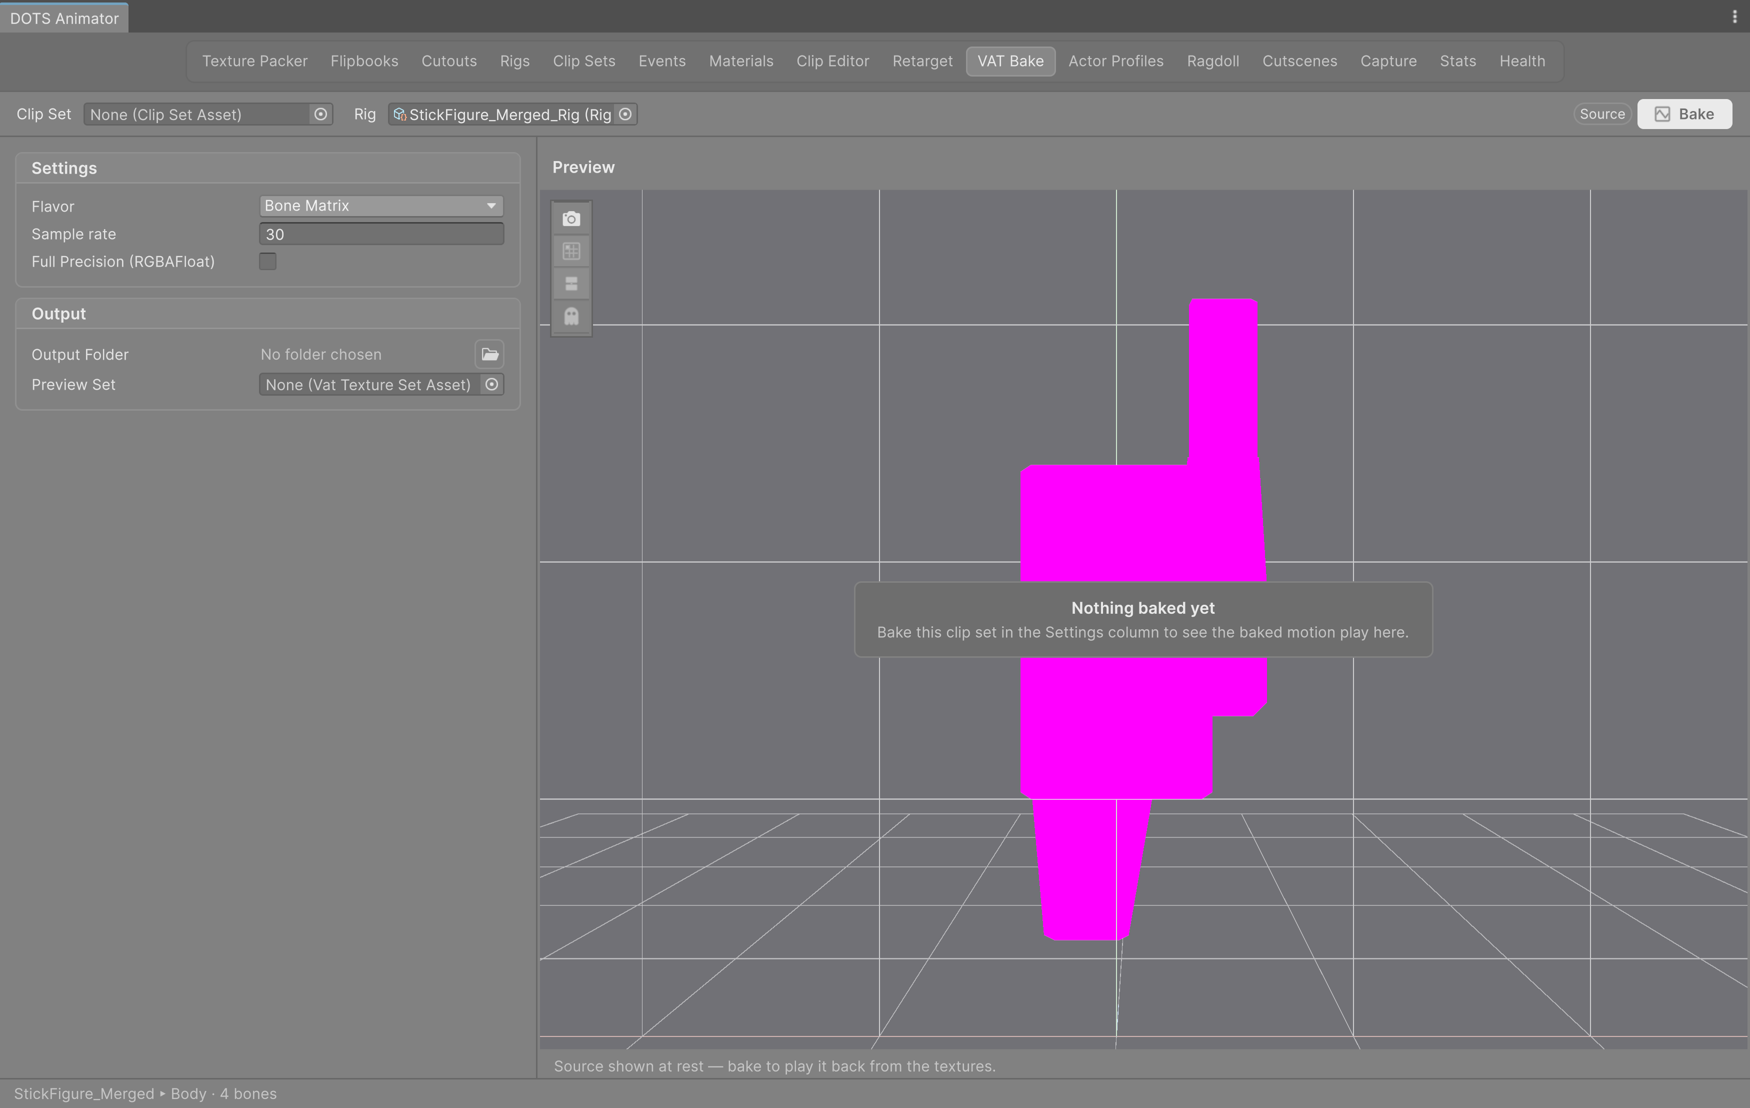 DOTS Animator
Texture Packer Flipbooks Cutouts Rigs Clip Sets Events Materials Clip Editor Retarget VAT Bake Actor Profiles Ragdoll Cutscenes Capture Stats Health
Clip Set None (Clip Set Asset) Rig StickFigure_Merged_Rig (Rig Source Bake
Settings
Flavor Bone Matrix
Sample rate 30
Full Precision (RGBAFloat)
Output
Output Folder No folder chosen
Preview Set None (Vat Texture Set Asset)
Preview
Nothing baked yet
Bake this clip set in the Settings column to see the baked motion play here.
Source shown at rest — bake to play it back from the textures.
StickFigure_Merged ▸ Body · 4 bones